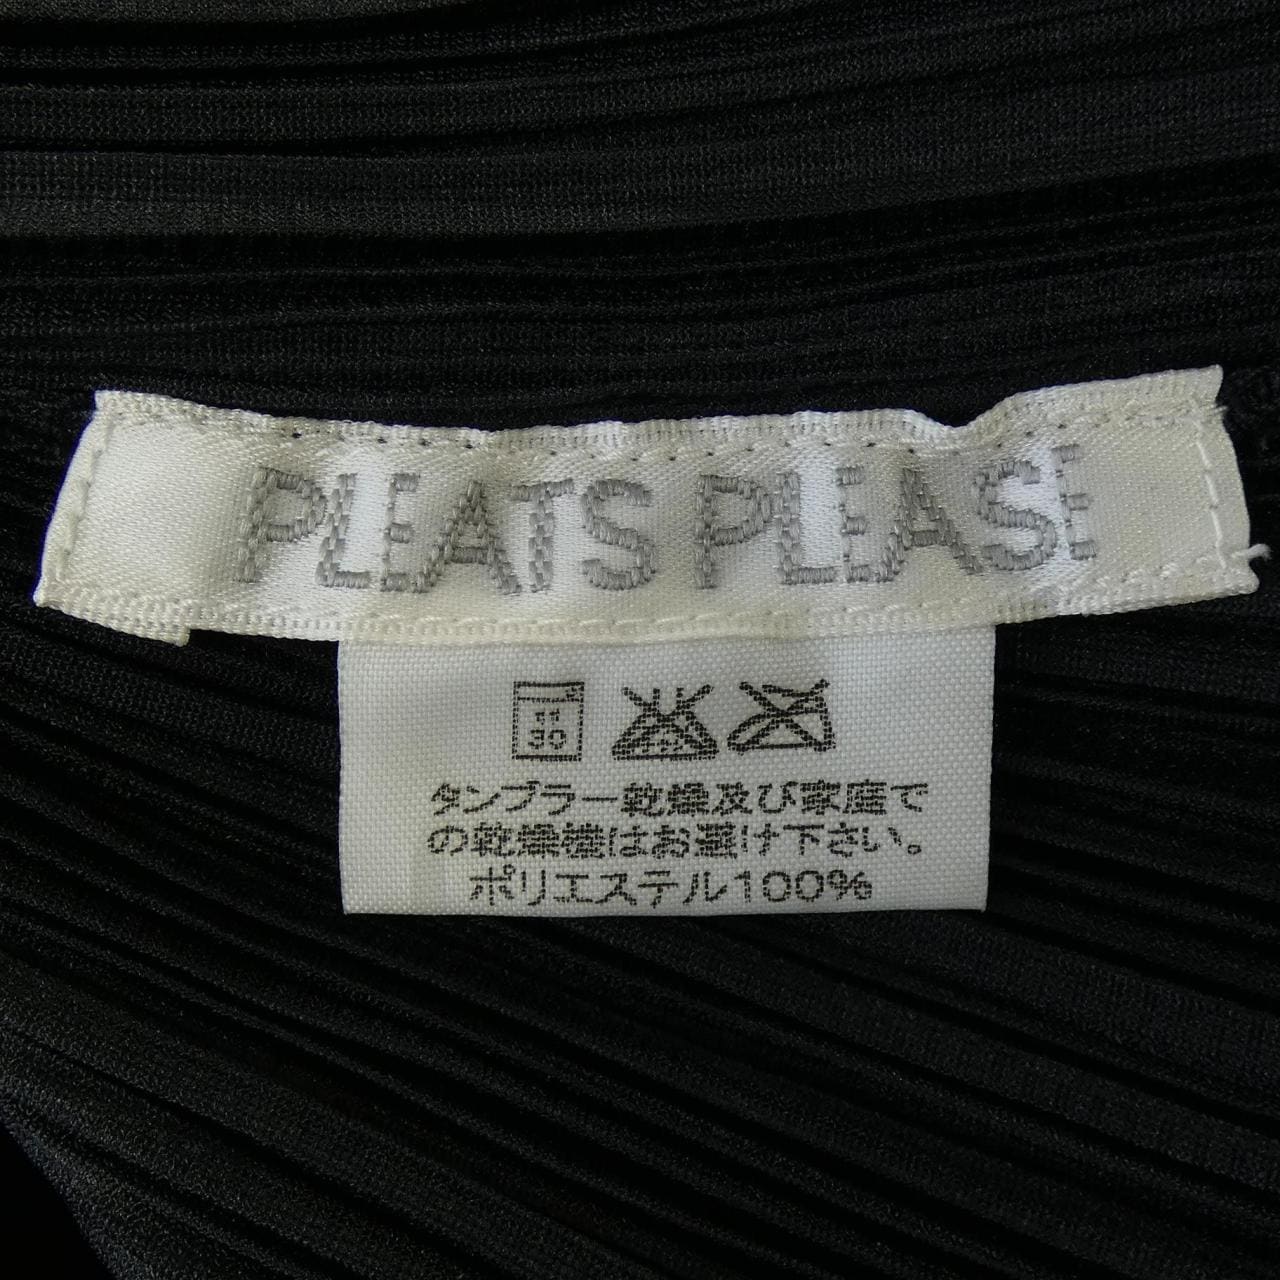 PLEATS PLEASE
30
タンブラー乾燥及び家庭で
の乾燥機はお避け下さい。
ポリエステル100%